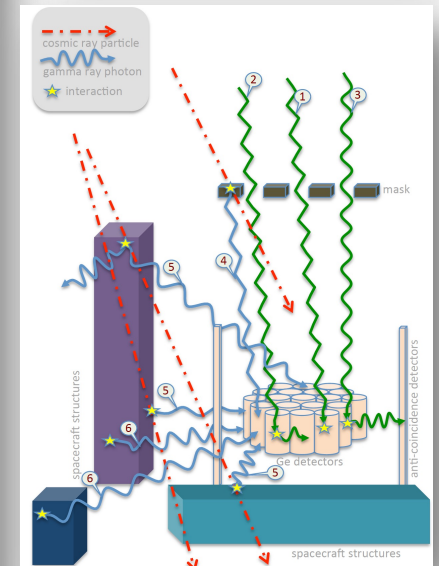 cosmic ray particle
gamma ray photon
interaction
2
1
3
mask
4
5
spacecraft structures
anti-coincidence detectors
5
6
Ge detectors
6
5
spacecraft structures